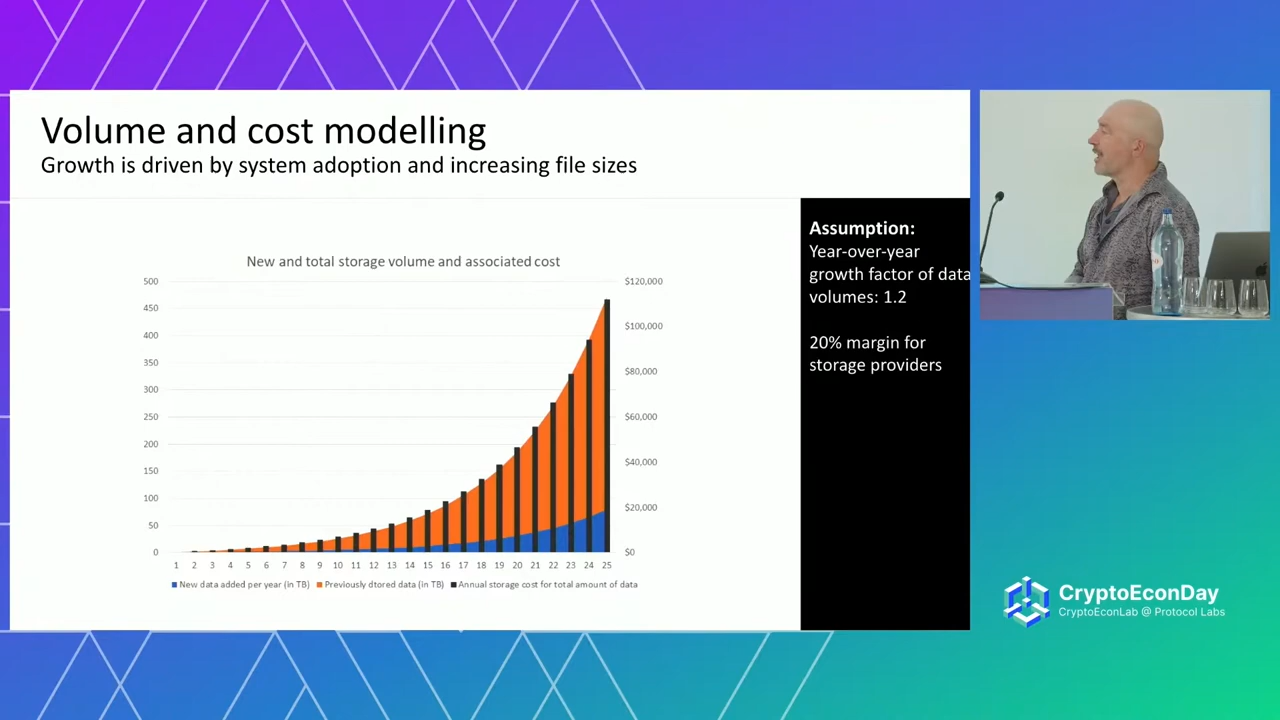 Volume and cost modelling
Growth is driven by system adoption and increasing file sizes
New and total storage volume and associated cost
500
450
400
350
300
250
200
150
100
50
0
$120,000
$100,000
$80,000
$60,000
$40,000
$20,000
$0
1 2 3 4 5 6 7 8 9 10 11 12 13 14 15 16 17 18 19 20 21 22 23 24 25
New data added per year (in TB) Previously dtored data (in TB) Annual storage cost for total amount of data
Assumption:
Year-over-year
growth factor of data
volumes: 1.2
20% margin for
storage providers
CryptoEconDay
CryptoEconLab @ Protocol Labs